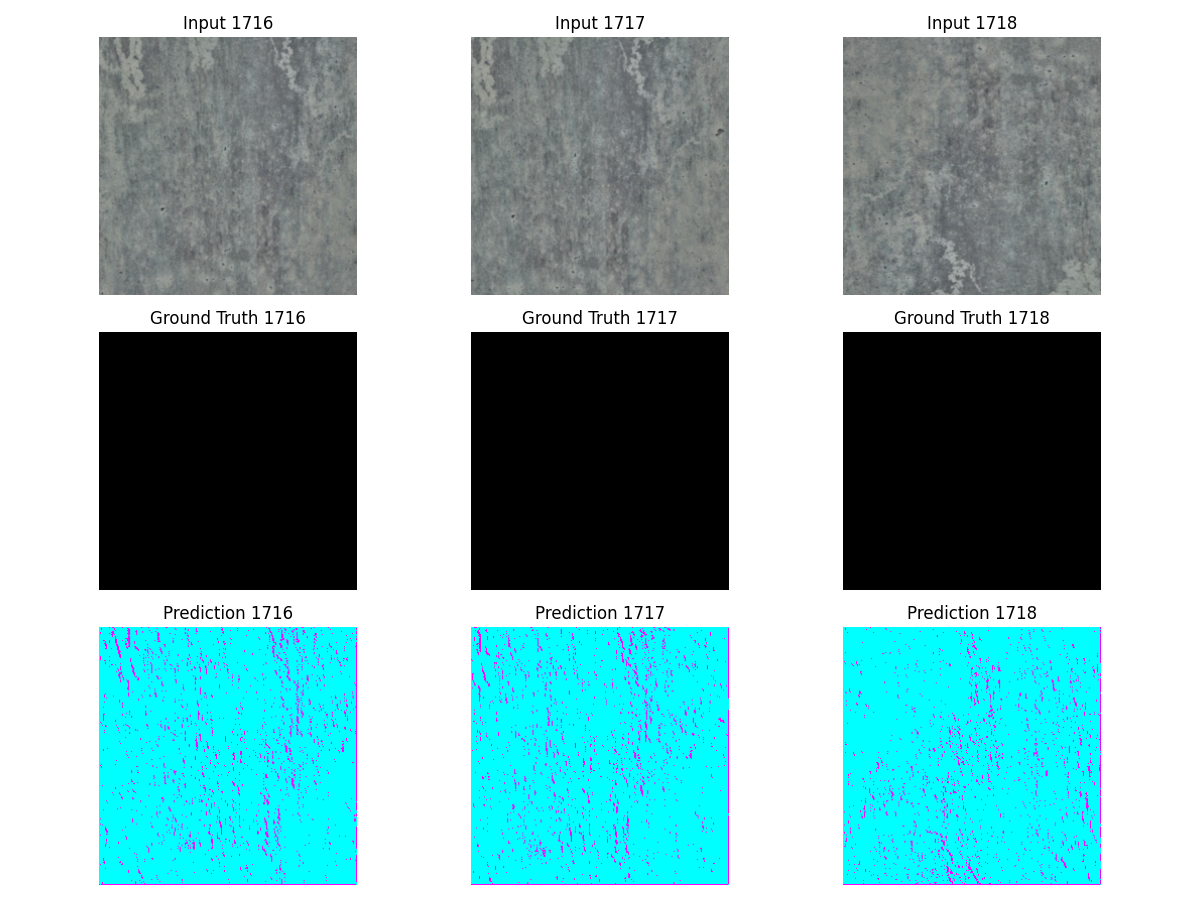 Input 1716
Input 1717
Input 1718
Ground Truth 1716
Ground Truth 1717
Ground Truth 1718
Prediction 1716
Prediction 1717
Prediction 1718